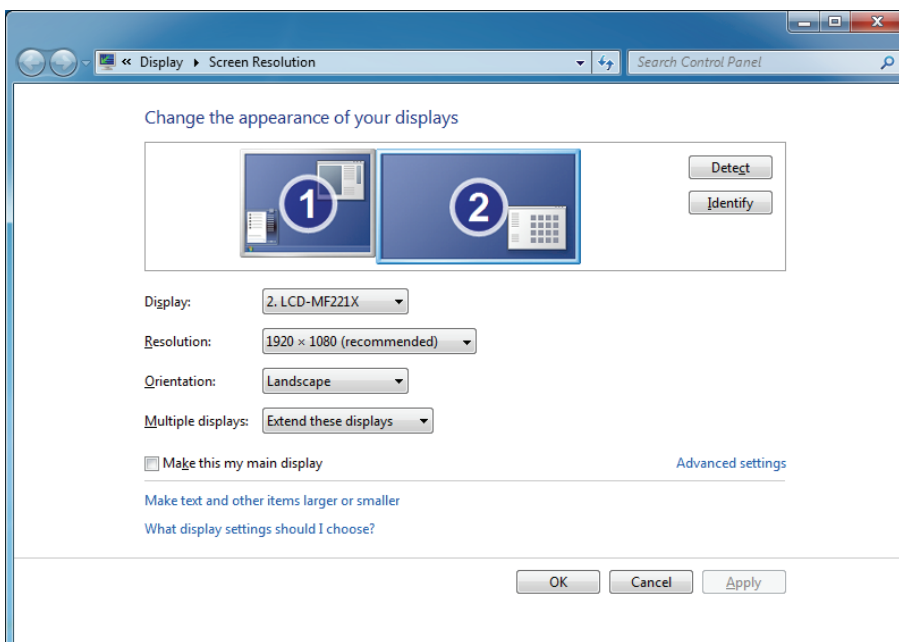 « Display ▸ Screen Resolution
Search Control Panel
Change the appearance of your displays
1
2
Detect
Identify
Display: 2. LCD-MF221X
Resolution: 1920 × 1080 (recommended)
Orientation: Landscape
Multiple displays: Extend these displays
Make this my main display
Advanced settings
Make text and other items larger or smaller
What display settings should I choose?
OK Cancel Apply